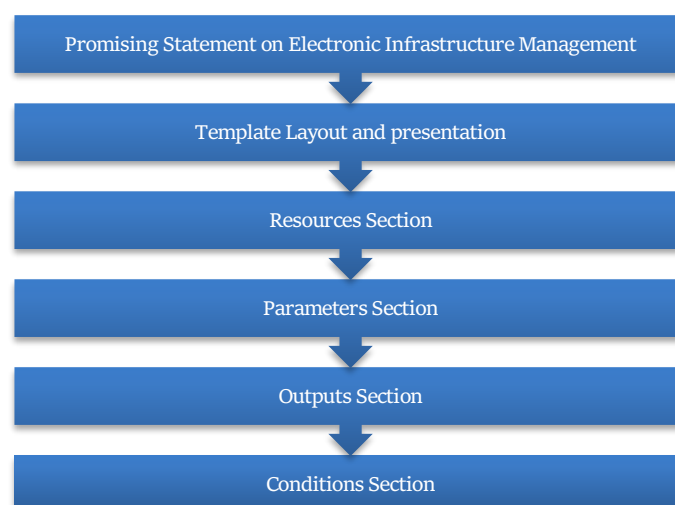 Promising Statement on Electronic Infrastructure Management
Template Layout and presentation
Resources Section
Parameters Section
Outputs Section
Conditions Section